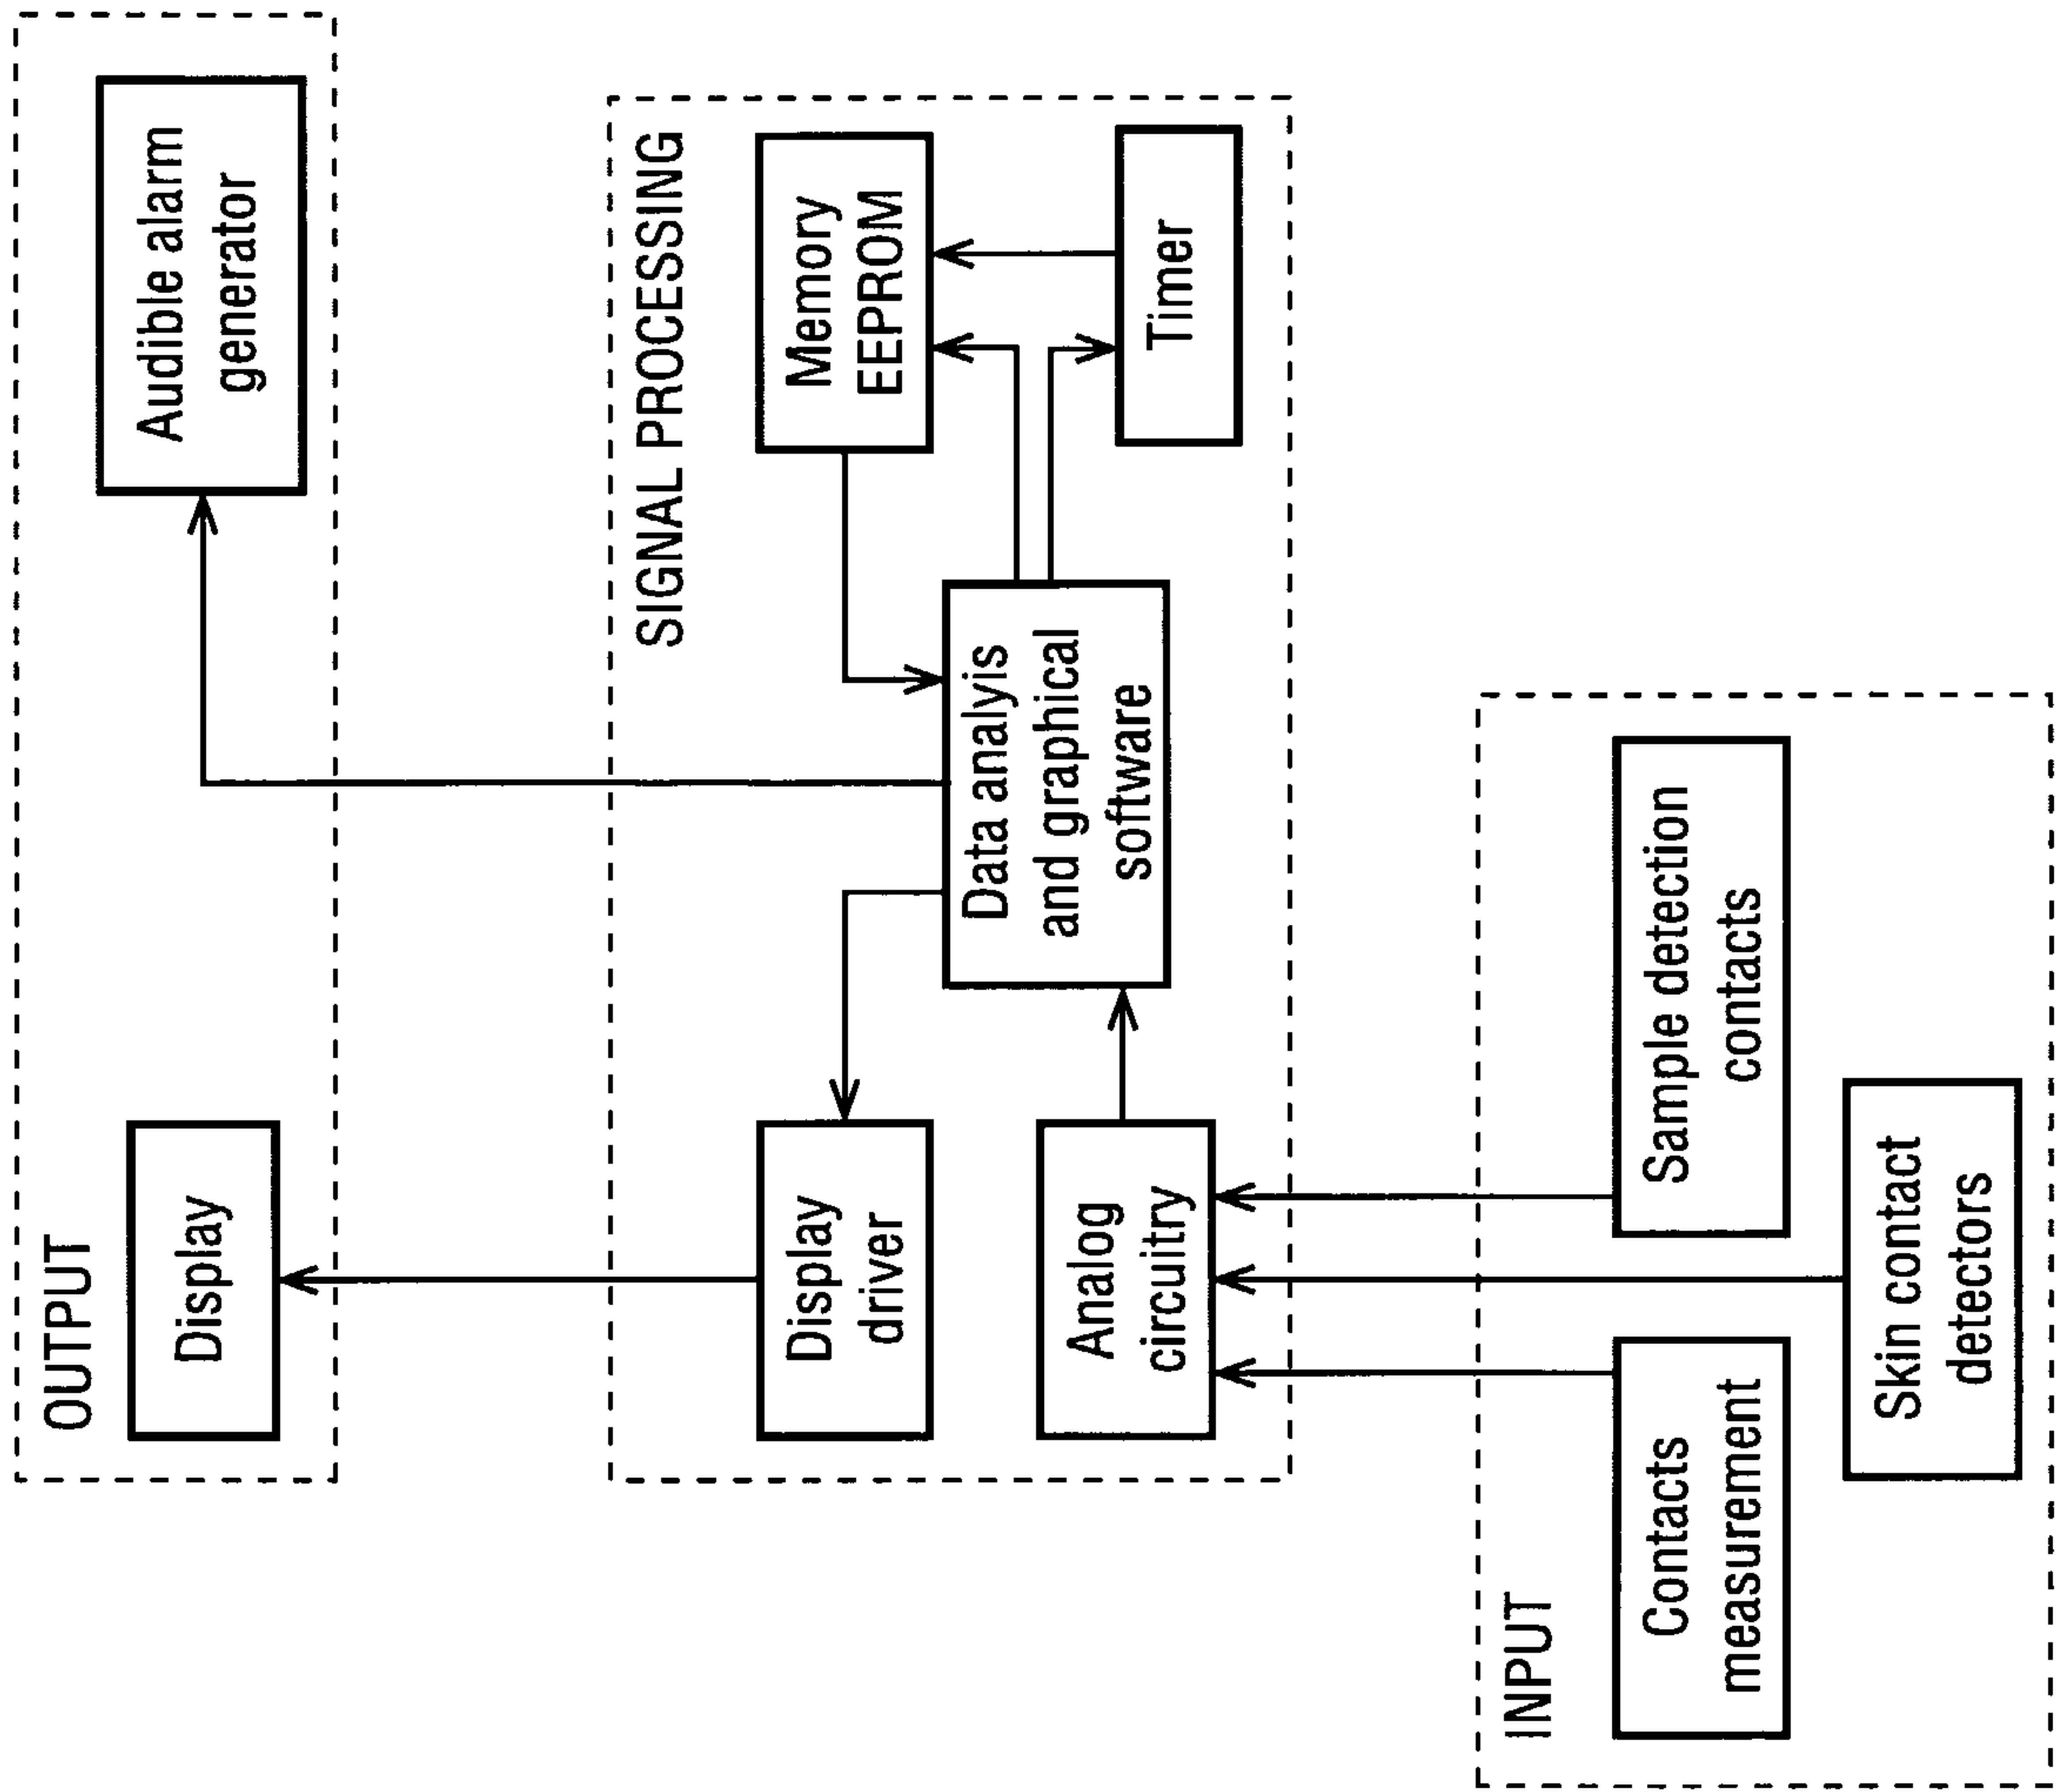 OUTPUT
Display
Audible alarm
generator
SIGNAL PROCESSING
Display
driver
Memory
EEPROM
Data analyis
and graphical
software
Analog
circuitry
Timer
INPUT
Contacts
measurement
Sample detection
contacts
Skin contact
detectors